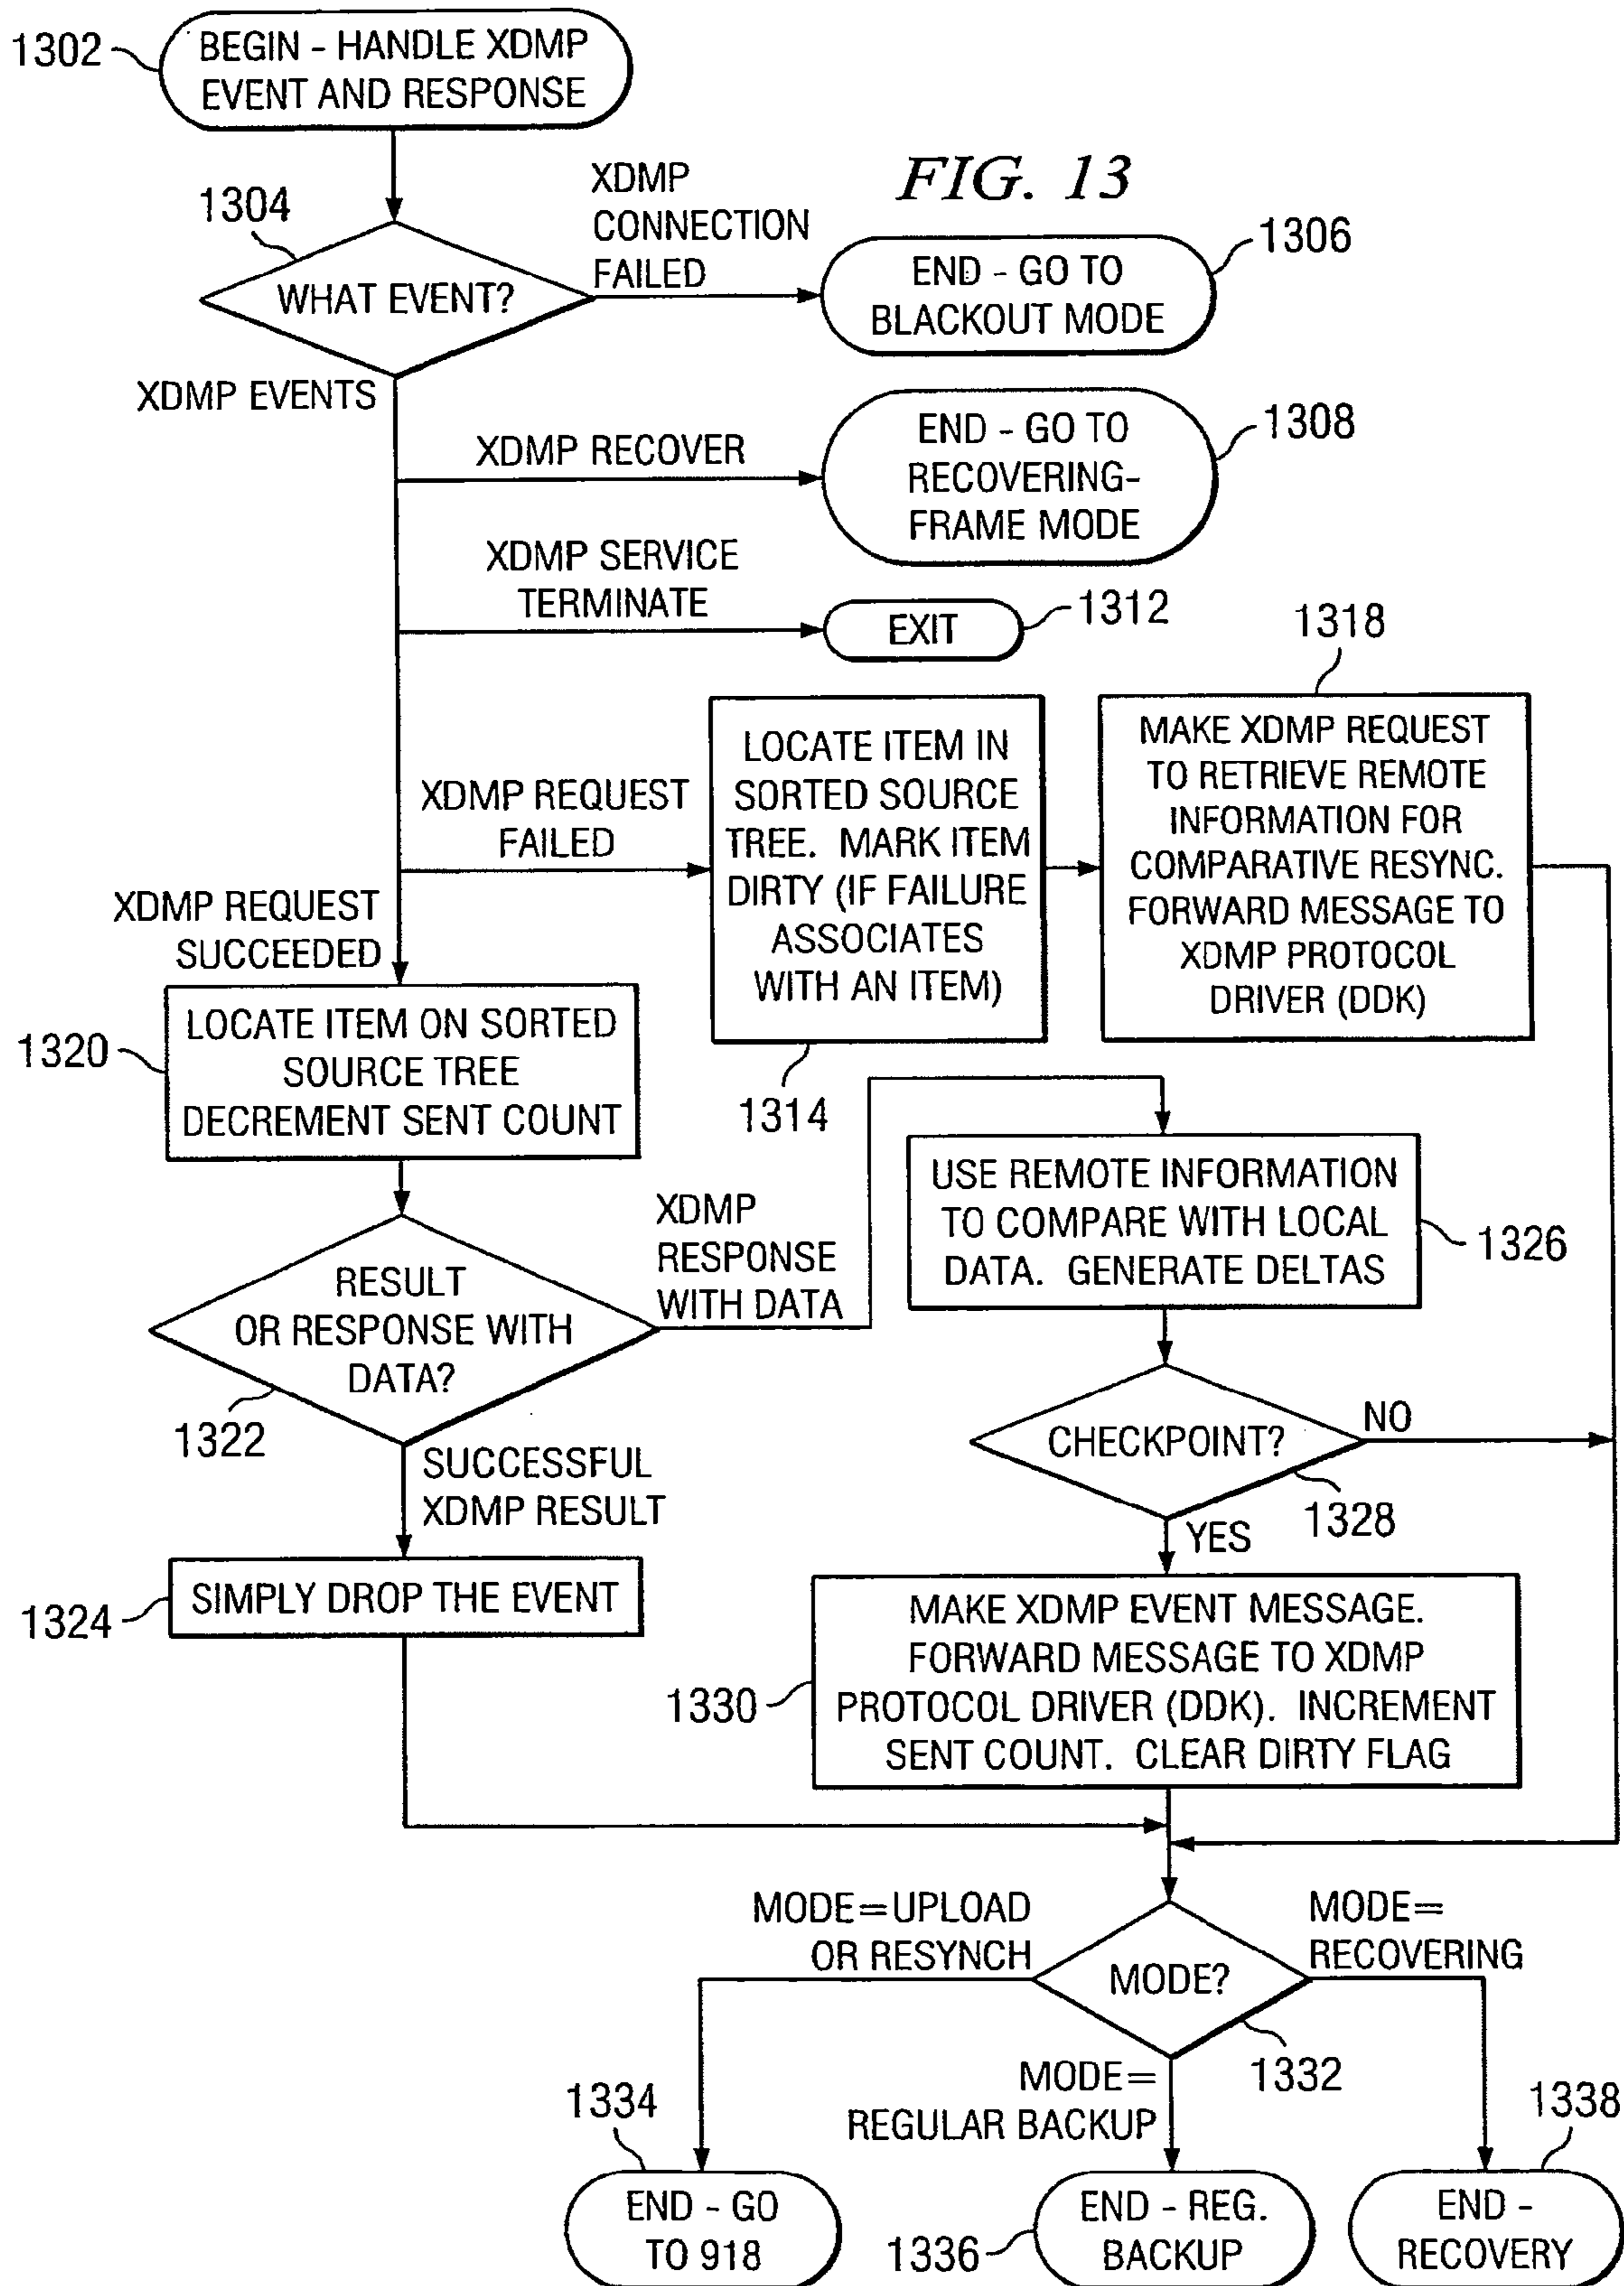 1302
BEGIN - HANDLE XDMP
EVENT AND RESPONSE
FIG. 13
1304
WHAT EVENT?
XDMP
CONNECTION
FAILED
1306
END - GO TO
BLACKOUT MODE
XDMP EVENTS
XDMP RECOVER
1308
END - GO TO
RECOVERING-
FRAME MODE
XDMP SERVICE
TERMINATE
EXIT
1312
XDMP REQUEST
FAILED
LOCATE ITEM IN
SORTED SOURCE
TREE. MARK ITEM
DIRTY (IF FAILURE
ASSOCIATES
WITH AN ITEM)
1314
1318
MAKE XDMP REQUEST
TO RETRIEVE REMOTE
INFORMATION FOR
COMPARATIVE RESYNC.
FORWARD MESSAGE TO
XDMP PROTOCOL
DRIVER (DDK)
XDMP REQUEST
SUCCEEDED
1320
LOCATE ITEM ON SORTED
SOURCE TREE
DECREMENT SENT COUNT
RESULT
OR RESPONSE WITH
DATA?
1322
XDMP
RESPONSE
WITH DATA
USE REMOTE INFORMATION
TO COMPARE WITH LOCAL
DATA. GENERATE DELTAS
1326
CHECKPOINT?
NO
1328
YES
SUCCESSFUL
XDMP RESULT
1324
SIMPLY DROP THE EVENT
1330
MAKE XDMP EVENT MESSAGE.
FORWARD MESSAGE TO XDMP
PROTOCOL DRIVER (DDK). INCREMENT
SENT COUNT. CLEAR DIRTY FLAG
MODE=UPLOAD
OR RESYNCH
MODE?
MODE=
RECOVERING
1332
MODE=
REGULAR BACKUP
1334
END - GO
TO 918
1336
END - REG.
BACKUP
1338
END -
RECOVERY